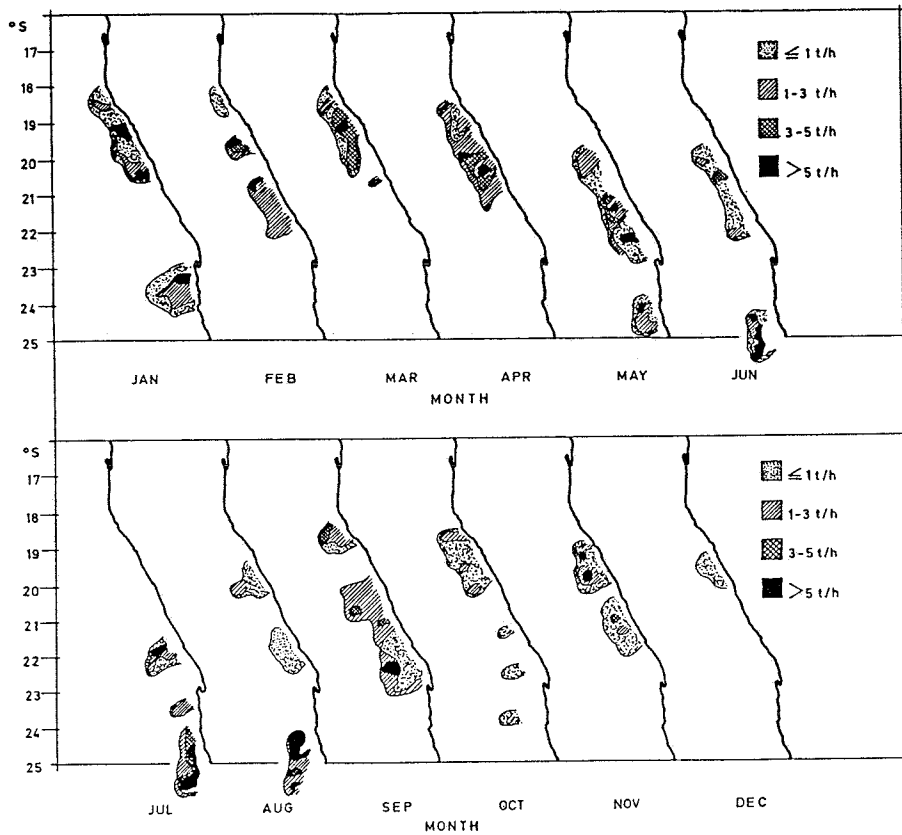 °S
17
18
19
20
21
22
23
24
25
≦ 1 t/h
1-3 t/h
3-5 t/h
>5 t/h
JAN FEB MAR APR MAY JUN
MONTH
°S
17
18
19
20
21
22
23
24
25
≦ 1 t/h
1-3 t/h
3-5 t/h
>5 t/h
JUL AUG SEP OCT NOV DEC
MONTH